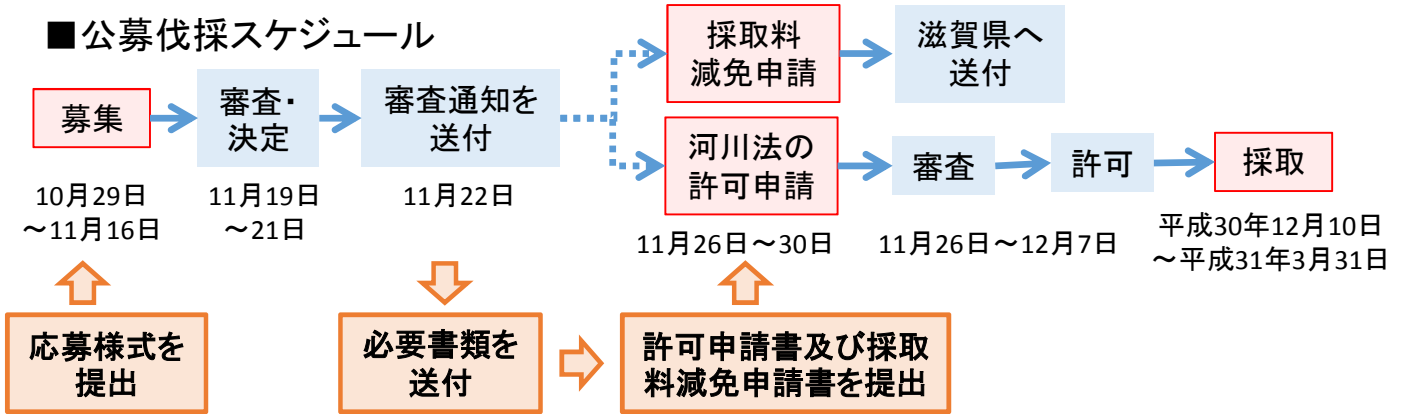 ■公募伐採スケジュール
募集
10月29日
～11月16日
審査・
決定
11月19日
～21日
審査通知を
送付
11月22日
採取料
減免申請
滋賀県へ
送付
河川法の
許可申請
11月26日～30日
審査
許可
11月26日～12月7日
採取
平成30年12月10日
～平成31年3月31日
応募様式を
提出
必要書類を
送付
許可申請書及び採取
料減免申請書を提出